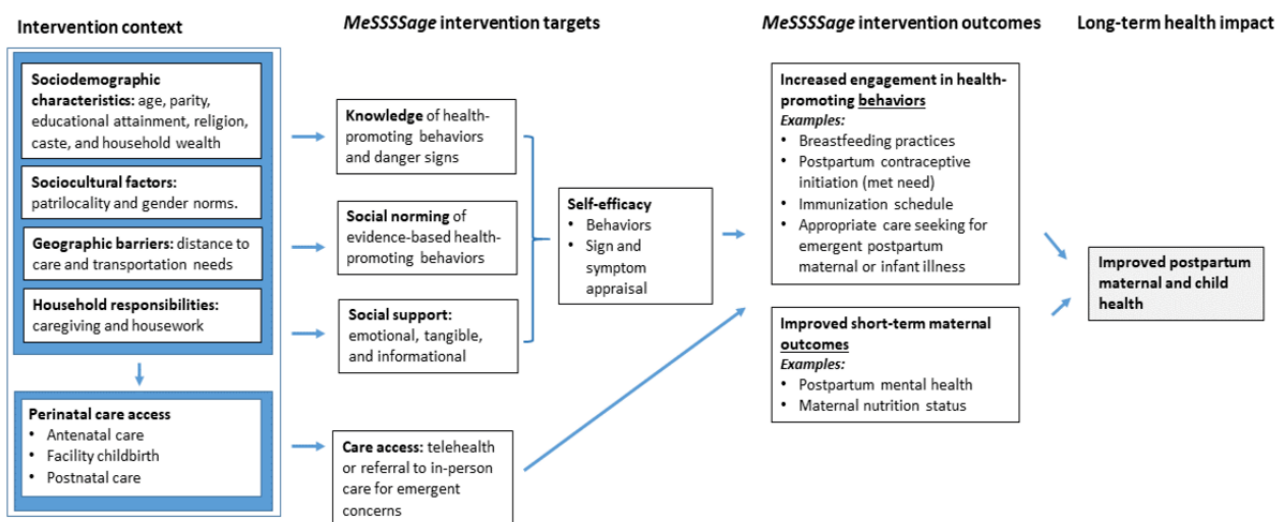 Intervention context
MeSSSSage intervention targets
MeSSSSage intervention outcomes
Long-term health impact
Sociodemographic
characteristics: age, parity,
educational attainment, religion,
caste, and household wealth
Sociocultural factors:
patrilocality and gender norms.
Geographic barriers: distance to
care and transportation needs
Household responsibilities:
caregiving and housework
Perinatal care access
• Antenatal care
• Facility childbirth
• Postnatal care
Knowledge of health-
promoting behaviors
and danger signs
Social norming of
evidence-based health-
promoting behaviors
Social support:
emotional, tangible,
and informational
Care access: telehealth
or referral to in-person
care for emergent
concerns
Self-efficacy
• Behaviors
• Sign and
symptom
appraisal
Increased engagement in health-
promoting behaviors
Examples:
• Breastfeeding practices
• Postpartum contraceptive
initiation (met need)
• Immunization schedule
• Appropriate care seeking for
emergent postpartum
maternal or infant illness
Improved short-term maternal
outcomes
Examples:
• Postpartum mental health
• Maternal nutrition status
Improved postpartum
maternal and child
health